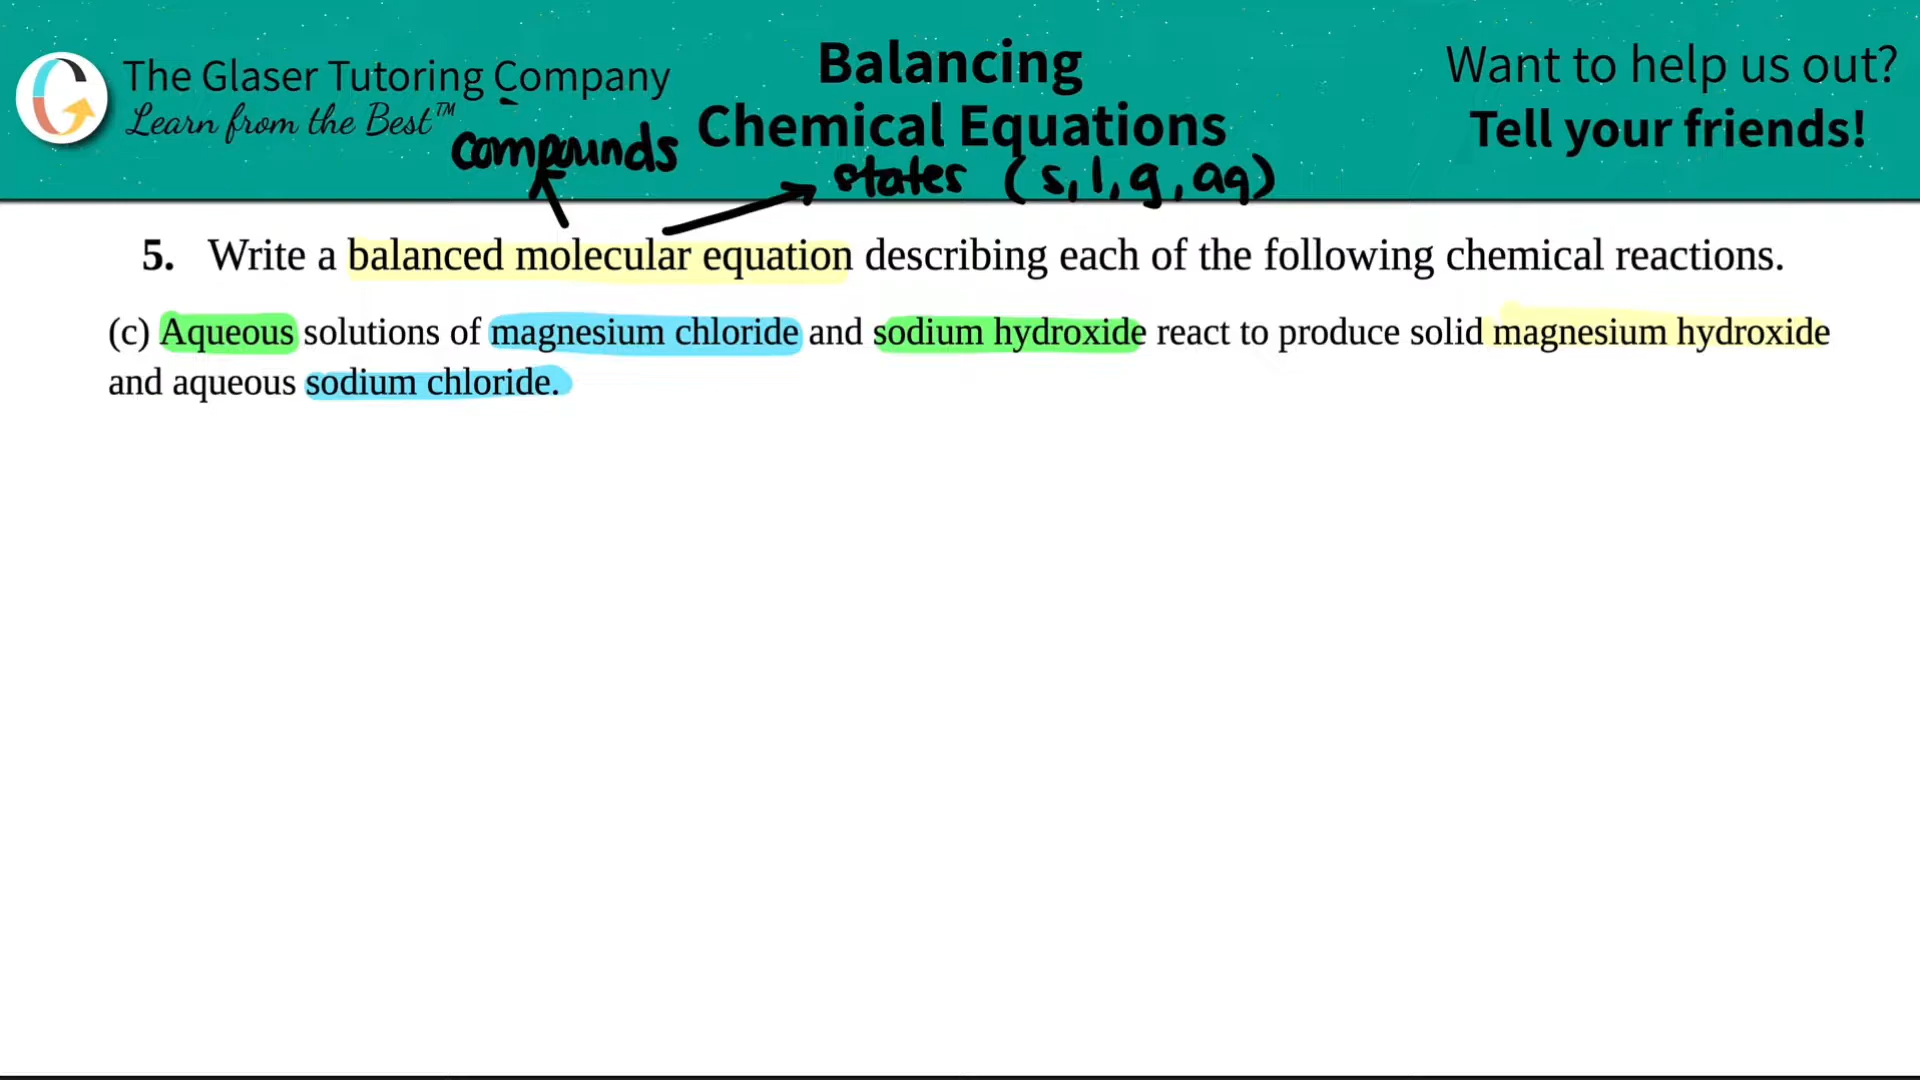 The Glaser Tutoring Company
Learn from the Best™
Balancing
Chemical Equations
Want to help us out?
Tell your friends!
compounds
states (s, l, g, aq)
5. Write a balanced molecular equation describing each of the following chemical reactions.
(c) Aqueous solutions of magnesium chloride and sodium hydroxide react to produce solid magnesium hydroxide
and aqueous sodium chloride.